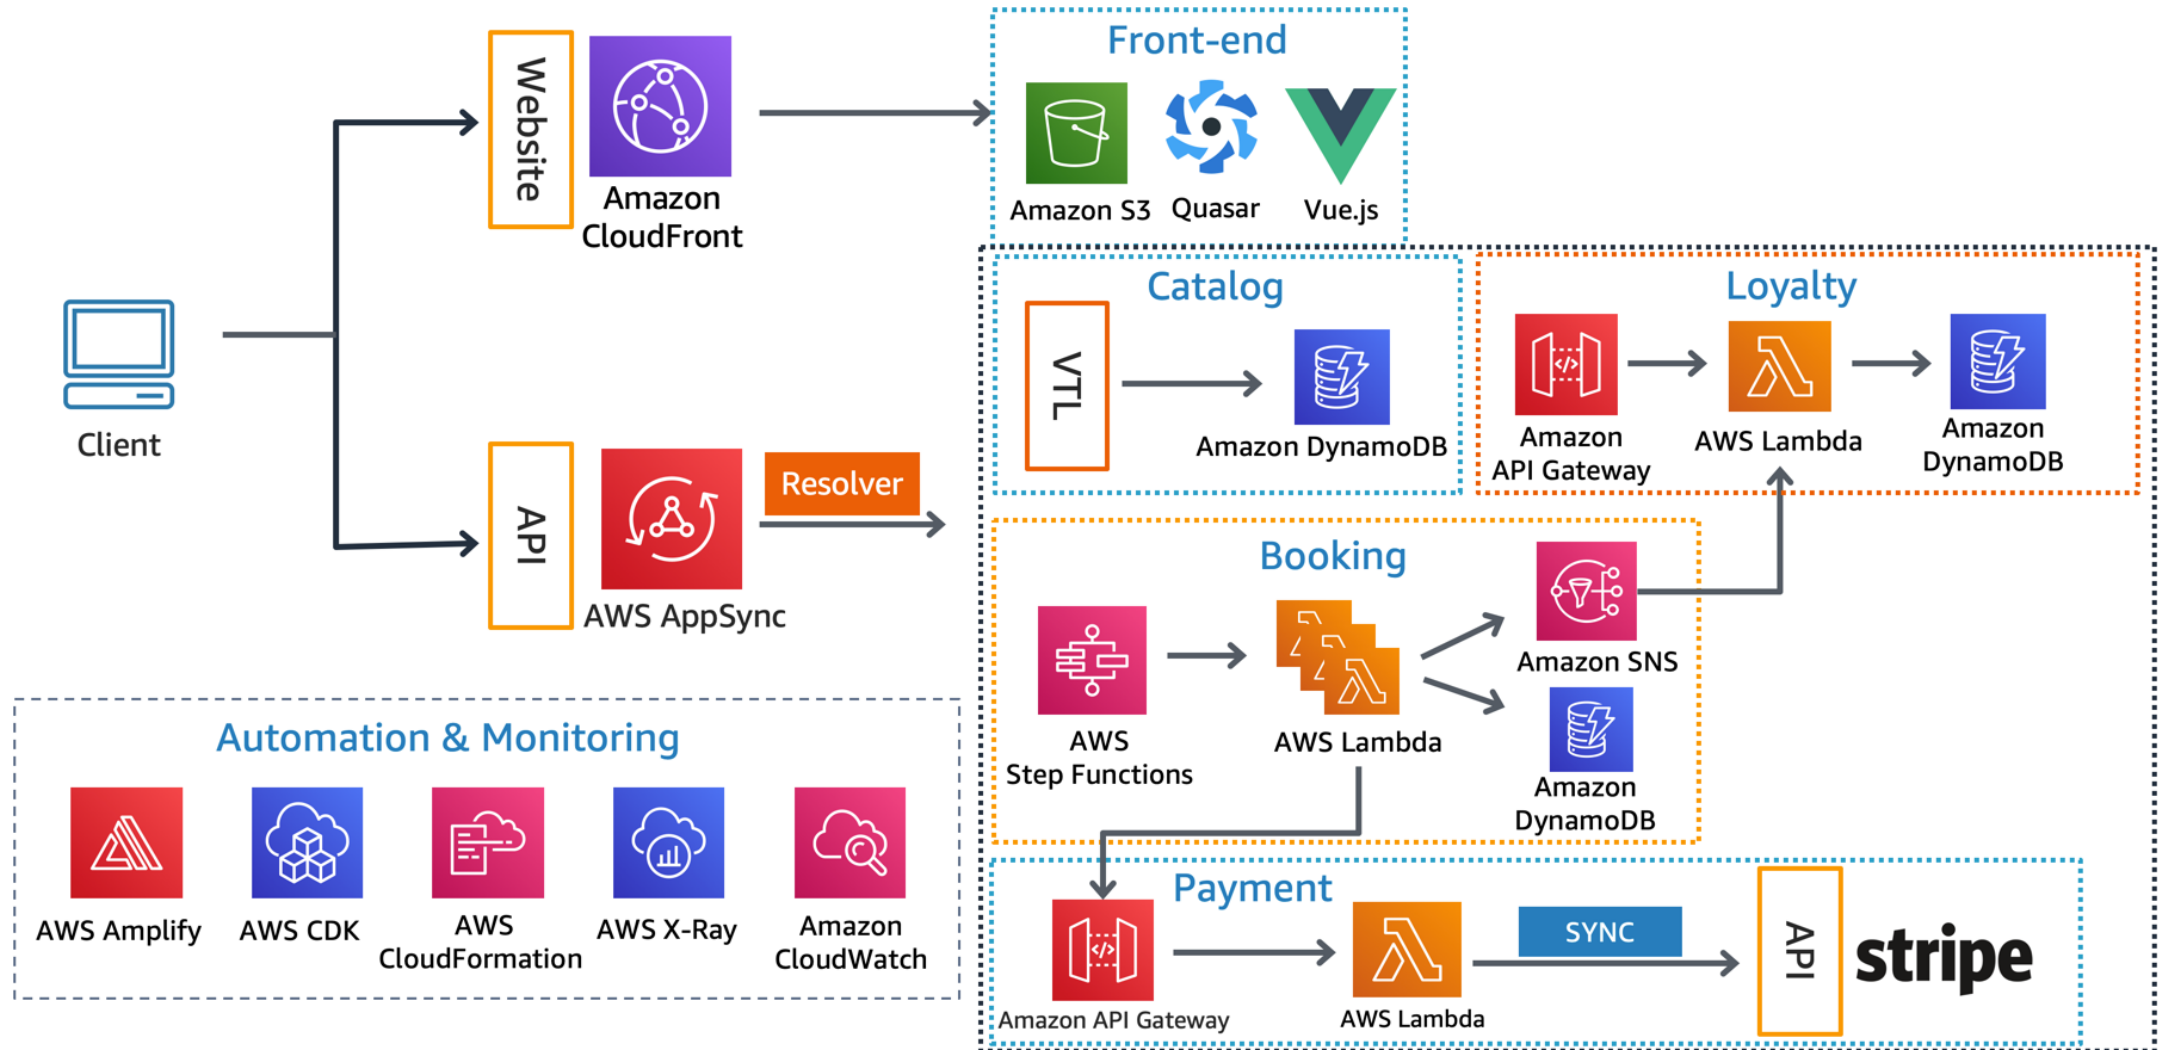 Front-end
Website
Amazon
CloudFront
Amazon S3
Quasar
Vue.js
Client
API
Resolver
AWS AppSync
Catalog
VTL
Amazon DynamoDB
Loyalty
Amazon
API Gateway
AWS Lambda
Amazon
DynamoDB
Booking
AWS
Step Functions
AWS Lambda
Amazon SNS
Amazon
DynamoDB
Automation & Monitoring
AWS Amplify
AWS CDK
AWS
CloudFormation
AWS X-Ray
Amazon
CloudWatch
Payment
Amazon API Gateway
AWS Lambda
SYNC
API
stripe